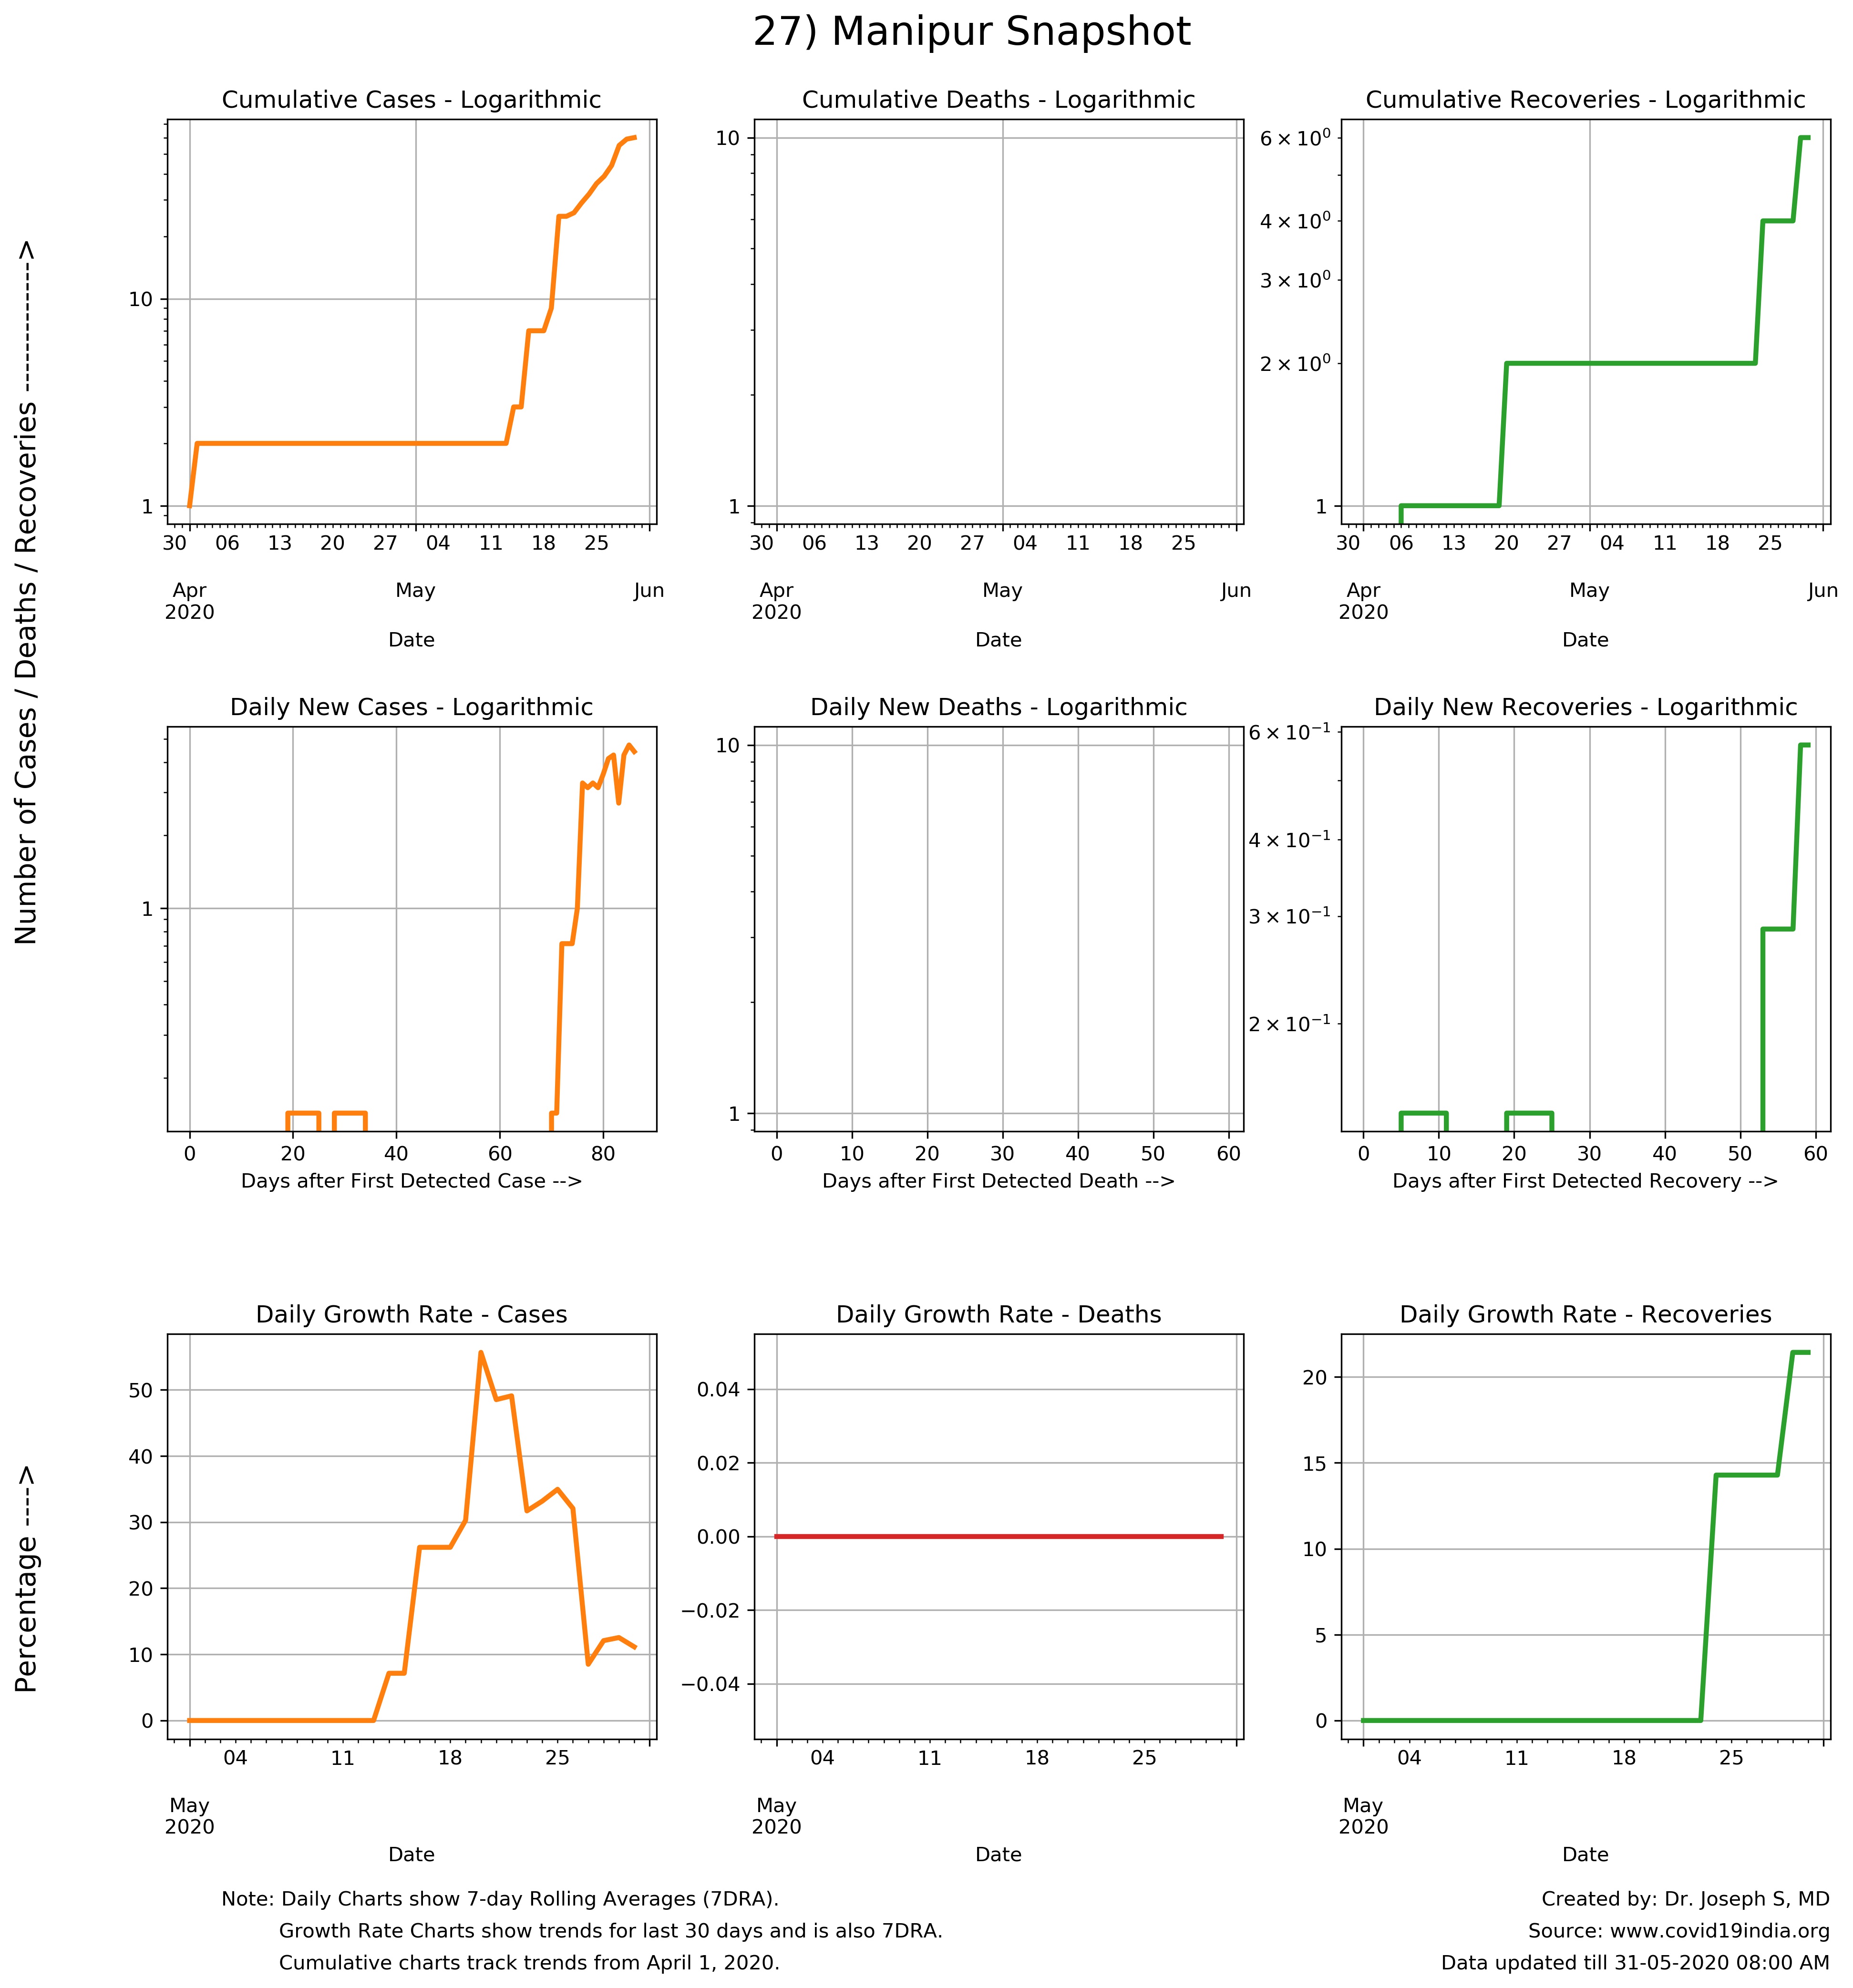 27) Manipur Snapshot
Number of Cases / Deaths / Recoveries -------------->
Cumulative Cases - Logarithmic
10
1
30 06 13 20 27 04 11 18 25
Apr May Jun
2020
Date
Cumulative Deaths - Logarithmic
10
1
30 06 13 20 27 04 11 18 25
Apr May Jun
2020
Date
Cumulative Recoveries - Logarithmic
6 × 10⁰
4 × 10⁰
3 × 10⁰
2 × 10⁰
1
30 06 13 20 27 04 11 18 25
Apr May Jun
2020
Date
Daily New Cases - Logarithmic
1
0 20 40 60 80
Days after First Detected Case -->
Daily New Deaths - Logarithmic
10
1
0 10 20 30 40 50 60
Days after First Detected Death -->
Daily New Recoveries - Logarithmic
6 × 10⁻¹
4 × 10⁻¹
3 × 10⁻¹
2 × 10⁻¹
0 10 20 30 40 50 60
Days after First Detected Recovery -->
Percentage ---->
Daily Growth Rate - Cases
50
40
30
20
10
0
04 11 18 25
May
2020
Date
Daily Growth Rate - Deaths
0.04
0.02
0.00
−0.02
−0.04
04 11 18 25
May
2020
Date
Daily Growth Rate - Recoveries
20
15
10
5
0
04 11 18 25
May
2020
Date
Note: Daily Charts show 7-day Rolling Averages (7DRA).
Growth Rate Charts show trends for last 30 days and is also 7DRA.
Cumulative charts track trends from April 1, 2020.
Created by: Dr. Joseph S, MD
Source: www.covid19india.org
Data updated till 31-05-2020 08:00 AM